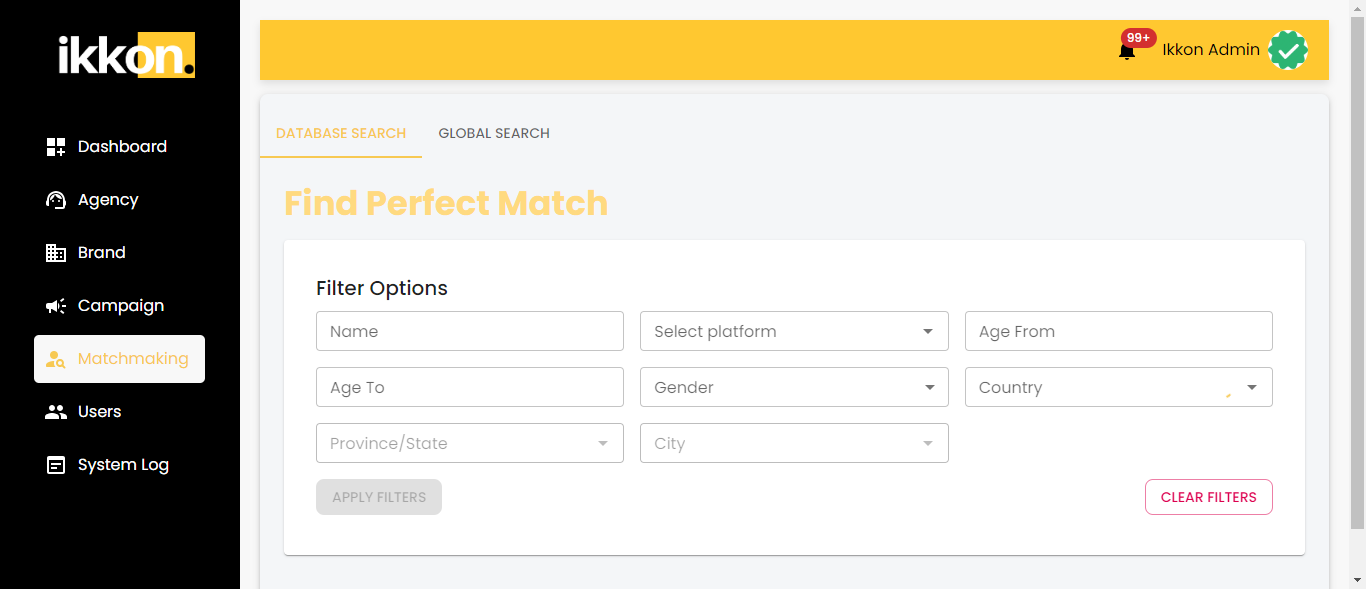 ikkon.
99+
Ikkon Admin
Dashboard
Agency
Brand
Campaign
Matchmaking
Users
System Log
DATABASE SEARCH GLOBAL SEARCH
Find Perfect Match
Filter Options
Name Select platform Age From
Age To Gender Country
Province/State City
APPLY FILTERS CLEAR FILTERS